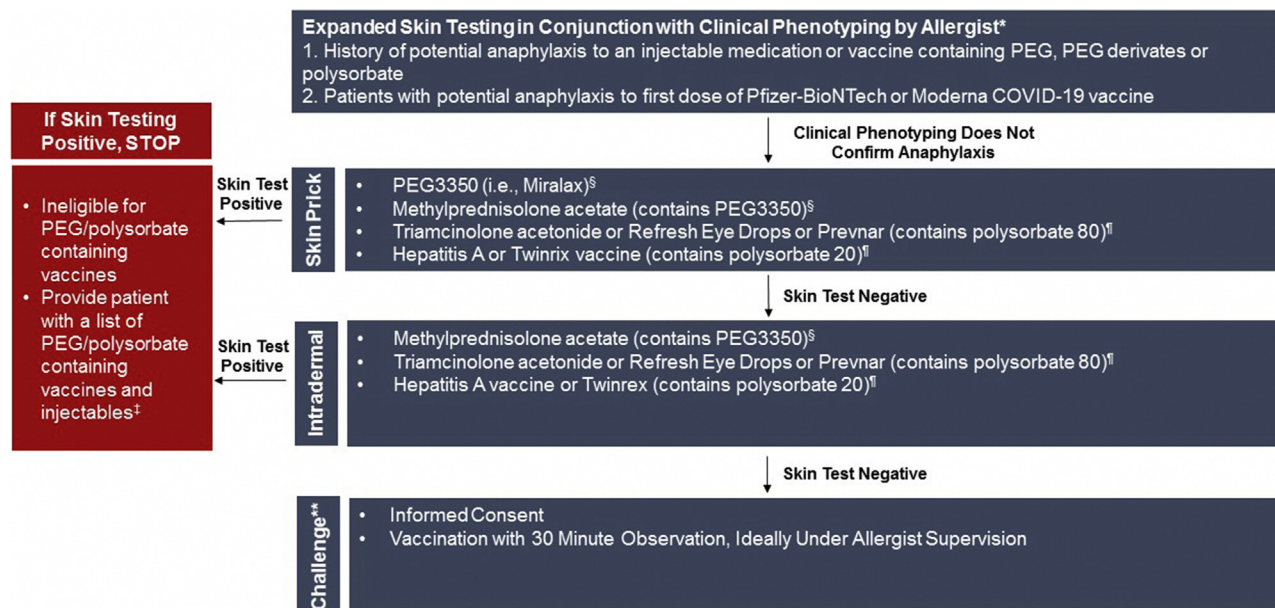 Expanded Skin Testing in Conjunction with Clinical Phenotyping by Allergist*
1. History of potential anaphylaxis to an injectable medication or vaccine containing PEG, PEG derivates or
polysorbate
2. Patients with potential anaphylaxis to first dose of Pfizer-BioNTech or Moderna COVID-19 vaccine
Clinical Phenotyping Does Not
Confirm Anaphylaxis
If Skin Testing
Positive, STOP
• Ineligible for
PEG/polysorbate
containing
vaccines
• Provide patient
with a list of
PEG/polysorbate
containing
vaccines and
injectables‡
Skin Test
Positive
Skin Prick
• PEG3350 (i.e., Miralax)§
• Methylprednisolone acetate (contains PEG3350)§
• Triamcinolone acetonide or Refresh Eye Drops or Prevnar (contains polysorbate 80)¶
• Hepatitis A or Twinrix vaccine (contains polysorbate 20)¶
Skin Test Negative
Skin Test
Positive
Intradermal
• Methylprednisolone acetate (contains PEG3350)§
• Triamcinolone acetonide or Refresh Eye Drops or Prevnar (contains polysorbate 80)¶
• Hepatitis A vaccine or Twinrex (contains polysorbate 20)¶
Skin Test Negative
Challenge**
• Informed Consent
• Vaccination with 30 Minute Observation, Ideally Under Allergist Supervision